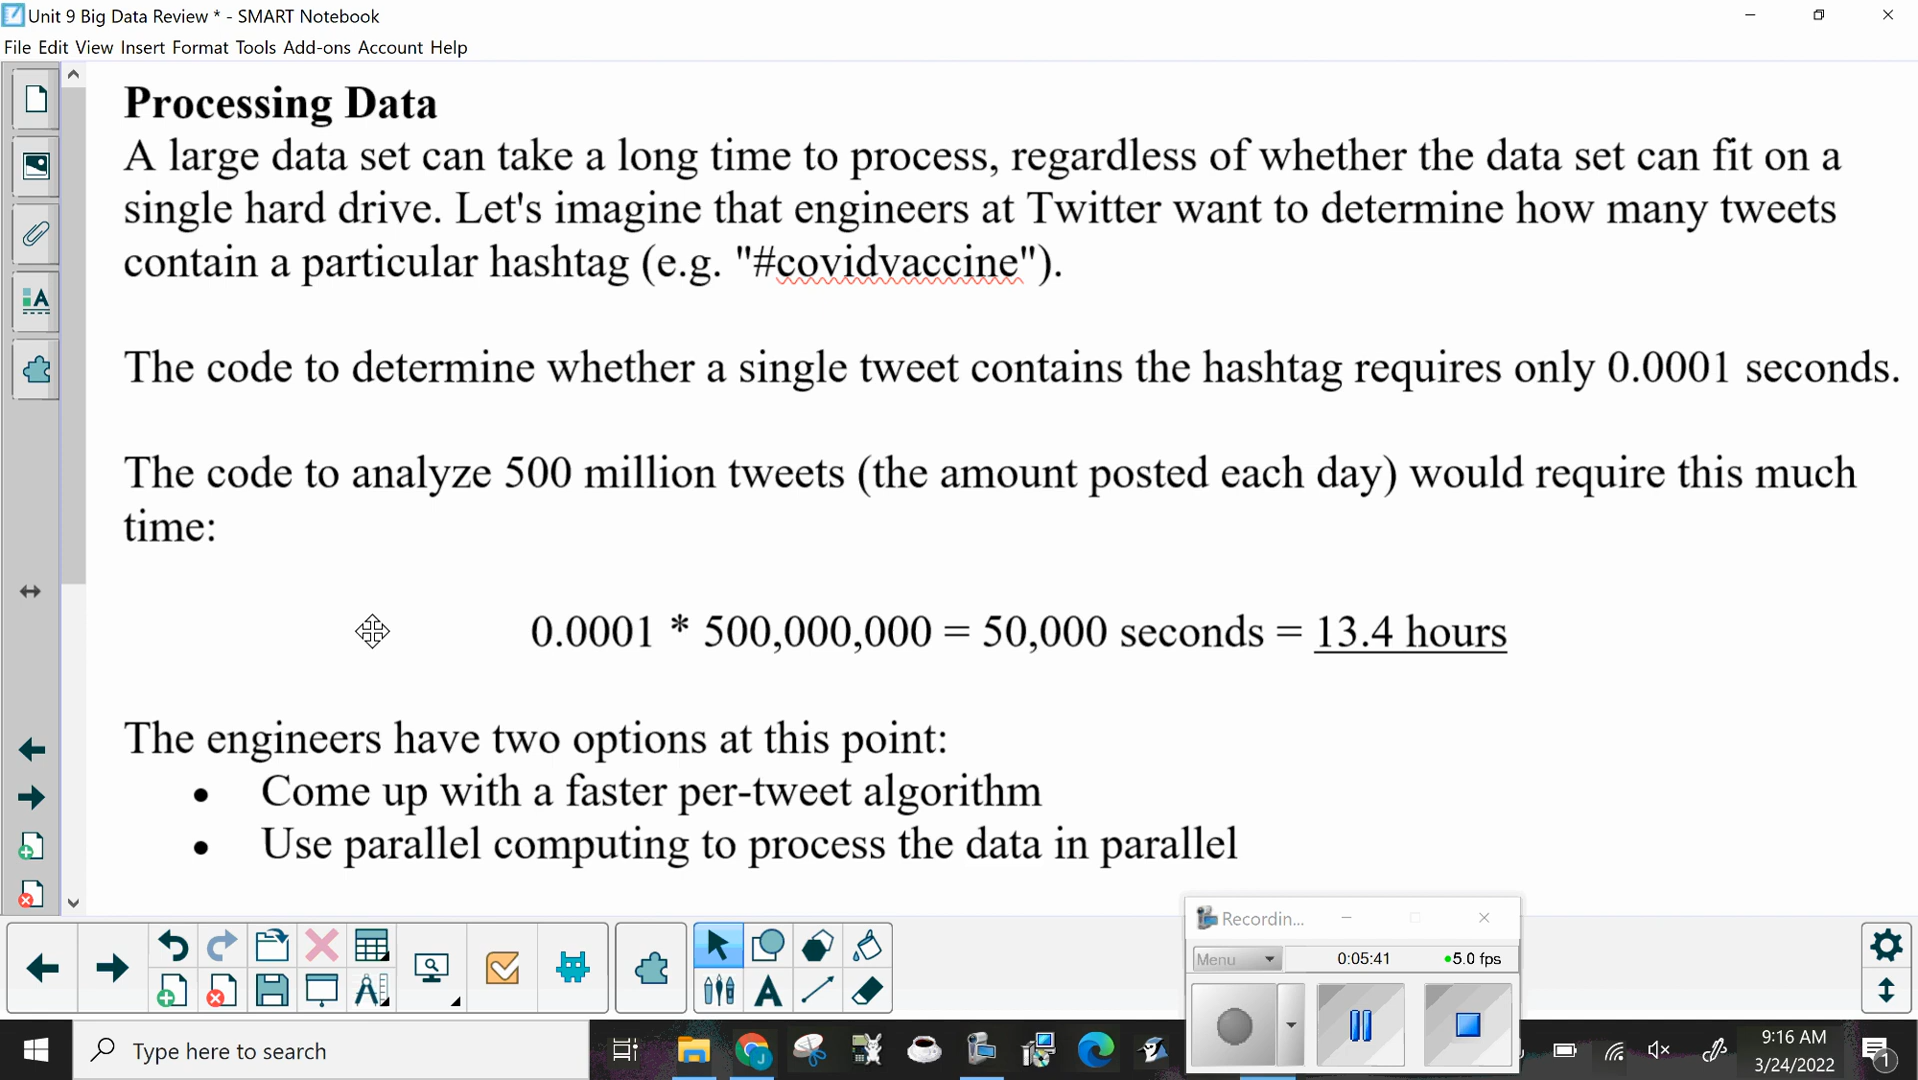 Unit 9 Big Data Review * - SMART Notebook
File Edit View Insert Format Tools Add-ons Account Help
Processing Data
A large data set can take a long time to process, regardless of whether the data set can fit on a
single hard drive. Let's imagine that engineers at Twitter want to determine how many tweets
contain a particular hashtag (e.g. "#covidvaccine").
The code to determine whether a single tweet contains the hashtag requires only 0.0001 seconds.
The code to analyze 500 million tweets (the amount posted each day) would require this much
time:
0.0001 * 500,000,000 = 50,000 seconds = 13.4 hours
The engineers have two options at this point:
• Come up with a faster per-tweet algorithm
• Use parallel computing to process the data in parallel
Recordin...
Menu 0:05:41 5.0 fps
Type here to search
9:16 AM
3/24/2022
1